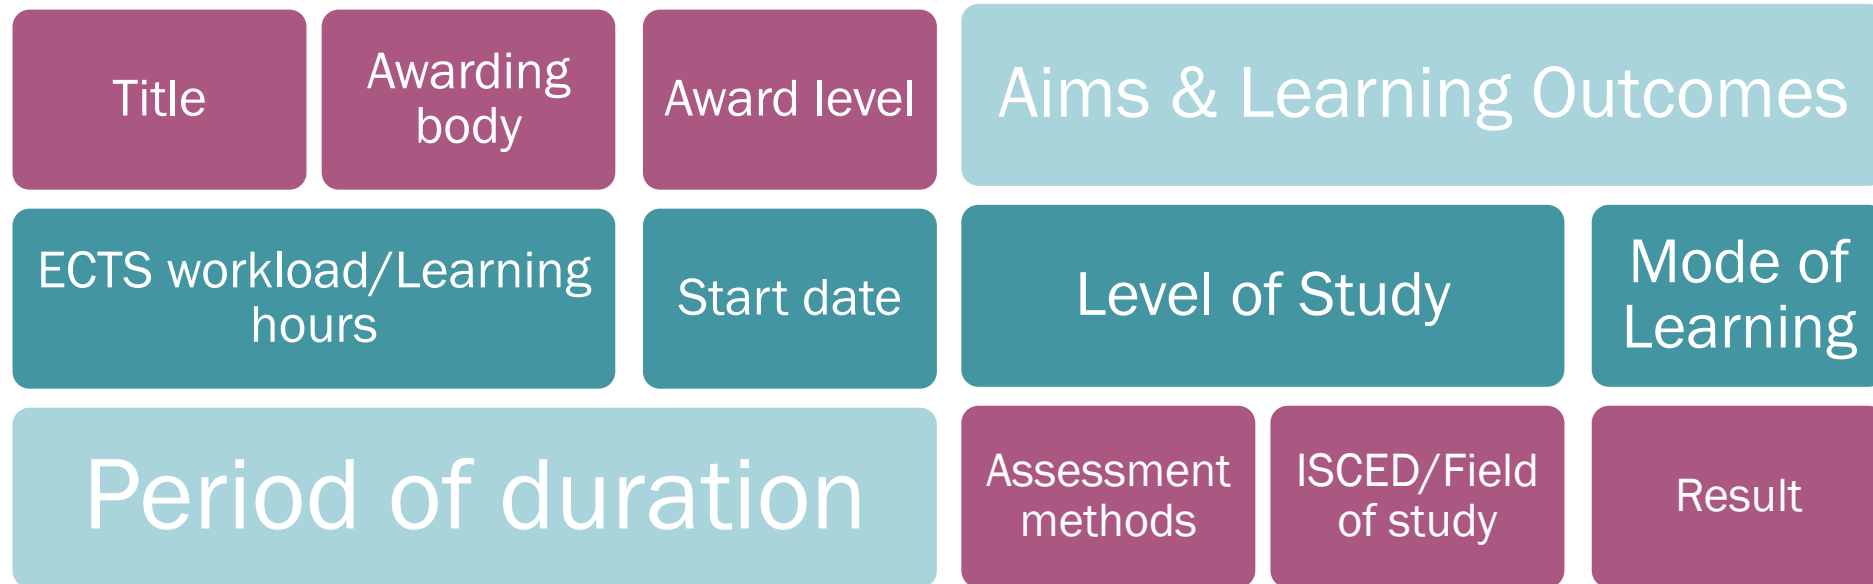 Title
Awarding
body
Award level
Aims & Learning Outcomes
ECTS workload/Learning
hours
Start date
Level of Study
Mode of
Learning
Period of duration
Assessment
methods
ISCED/Field
of study
Result